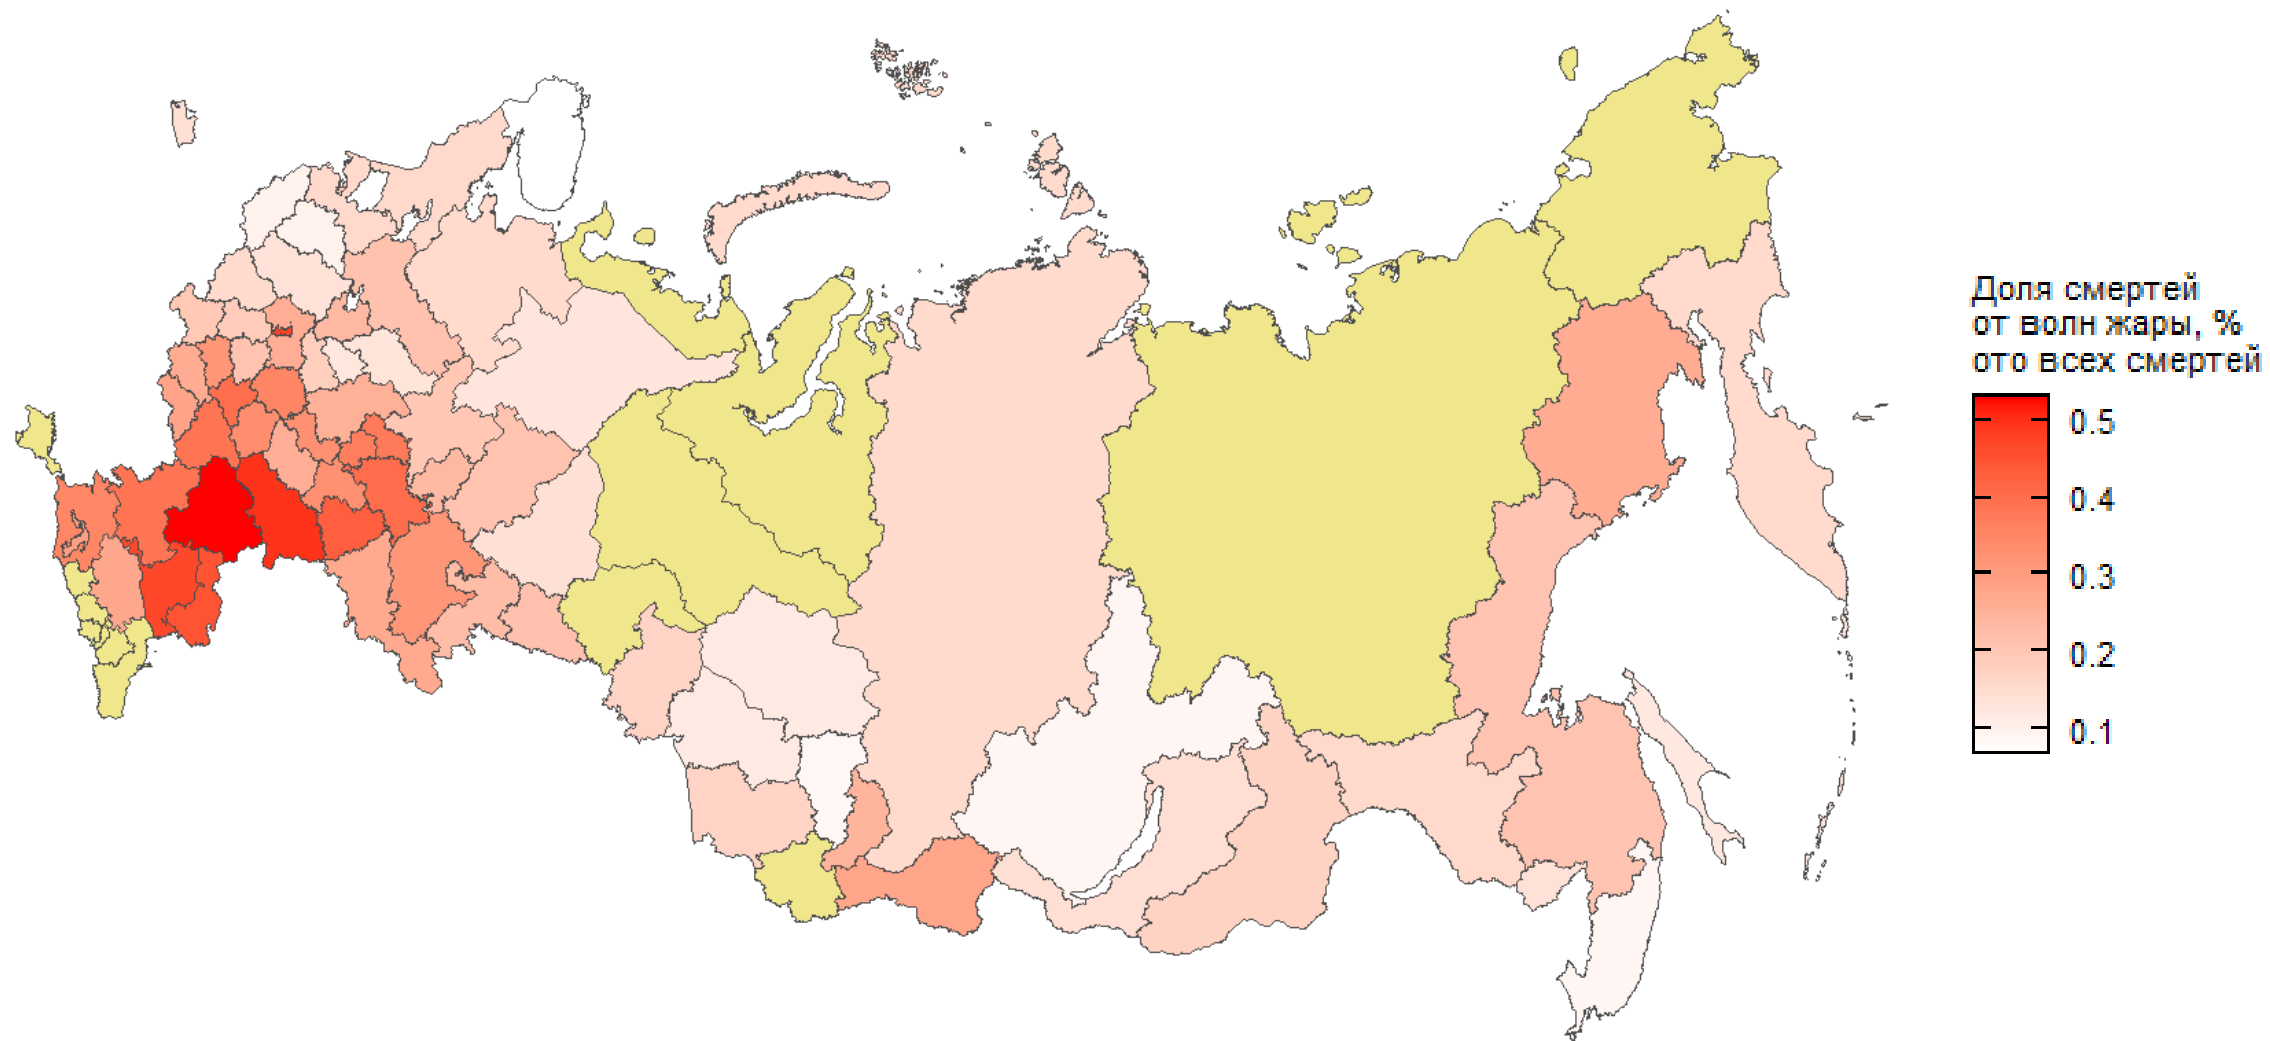 Доля смертей
от волн жары, %
ото всех смертей
0.5
0.4
0.3
0.2
0.1